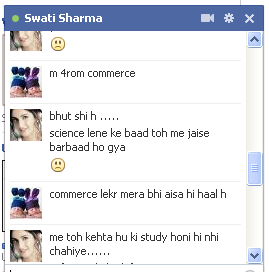 Swati Sharma
m 4rom commerce
bhut shi h .....
science lene ke baad toh me jaise
barbaad ho gya
commerce lekr mera bhi aisa hi haal h
me toh kehta hu ki study honi hi nhi
chahiye......